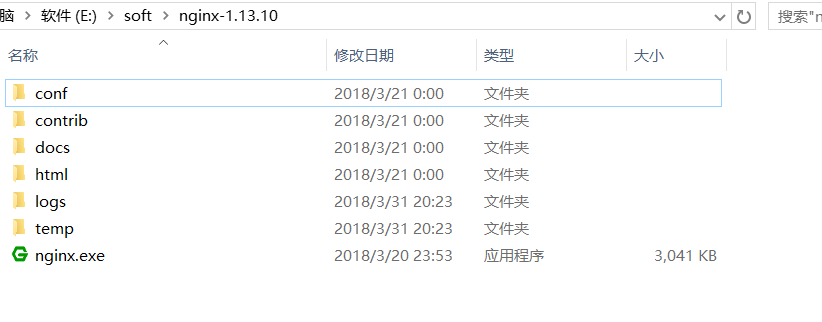 脑 › 软件 (E:) › soft › nginx-1.13.10 搜索"n
名称 修改日期 类型 大小
conf 2018/3/21 0:00 文件夹
contrib 2018/3/21 0:00 文件夹
docs 2018/3/21 0:00 文件夹
html 2018/3/21 0:00 文件夹
logs 2018/3/31 20:23 文件夹
temp 2018/3/31 20:23 文件夹
nginx.exe 2018/3/20 23:53 应用程序 3,041 KB